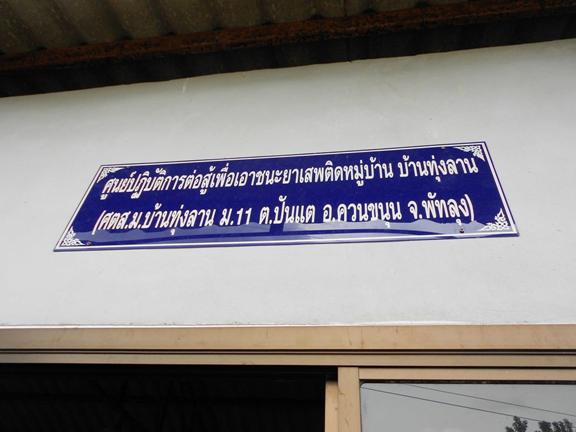 ศูนย์ปฏิบัติการต่อสู้เพื่อเอาชนะยาเสพติดหมู่บ้าน บ้านทุ่งลาน
(ศตส.ม.บ้านทุ่งลาน ม.11 ต.ปันแต อ.ควนขนุน จ.พัทลุง)